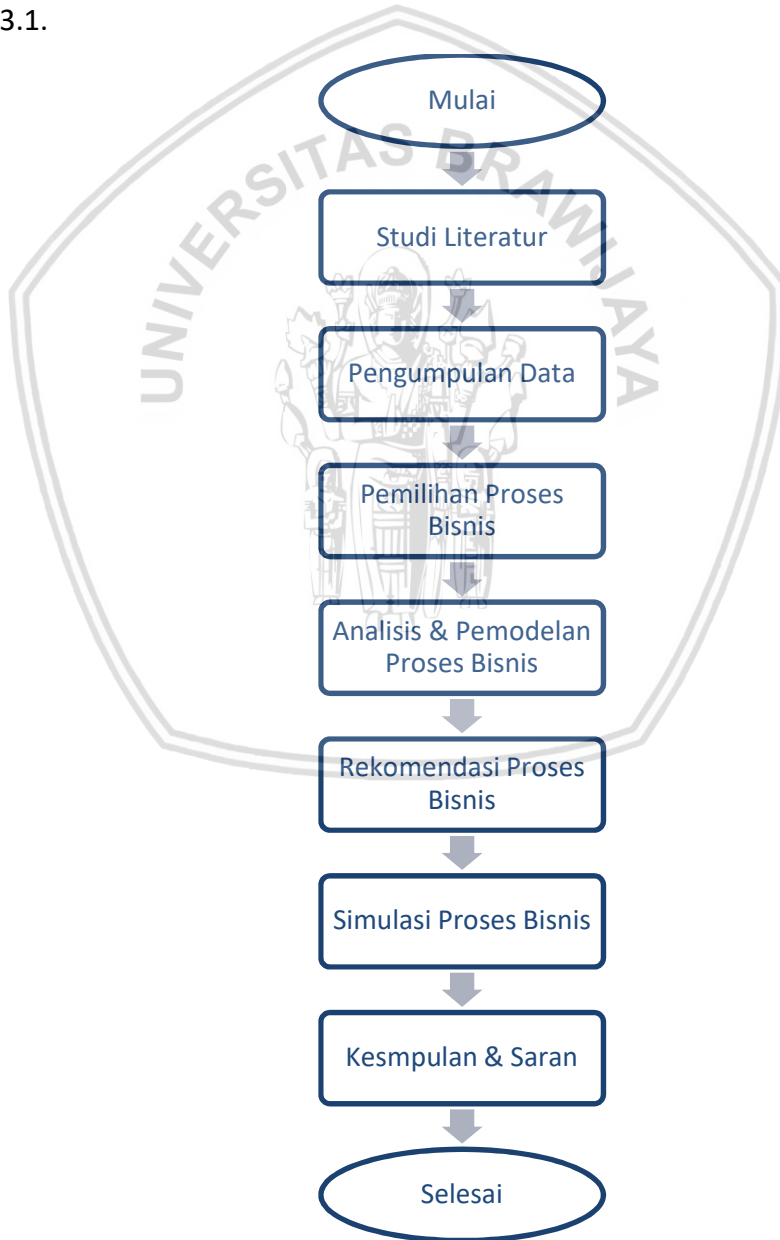 3.1.
Mulai
UNIVERSITAS BRAWIJAYA
Studi Literatur
Pengumpulan Data
Pemilihan Proses
Bisnis
Analisis & Pemodelan
Proses Bisnis
Rekomendasi Proses
Bisnis
Simulasi Proses Bisnis
Kesmpulan & Saran
Selesai